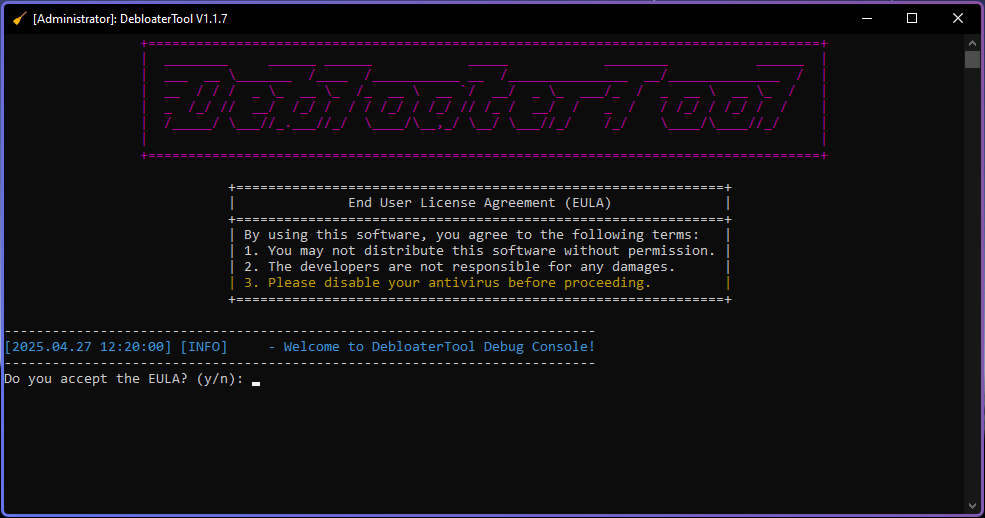 [Administrator]: DebloaterTool V1.1.7
Debloater Tool
End User License Agreement (EULA)
By using this software, you agree to the following terms:
1. You may not distribute this software without permission.
2. The developers are not responsible for any damages.
3. Please disable your antivirus before proceeding.
[2025.04.27 12:20:00] [INFO] - Welcome to DebloaterTool Debug Console!
Do you accept the EULA? (y/n):